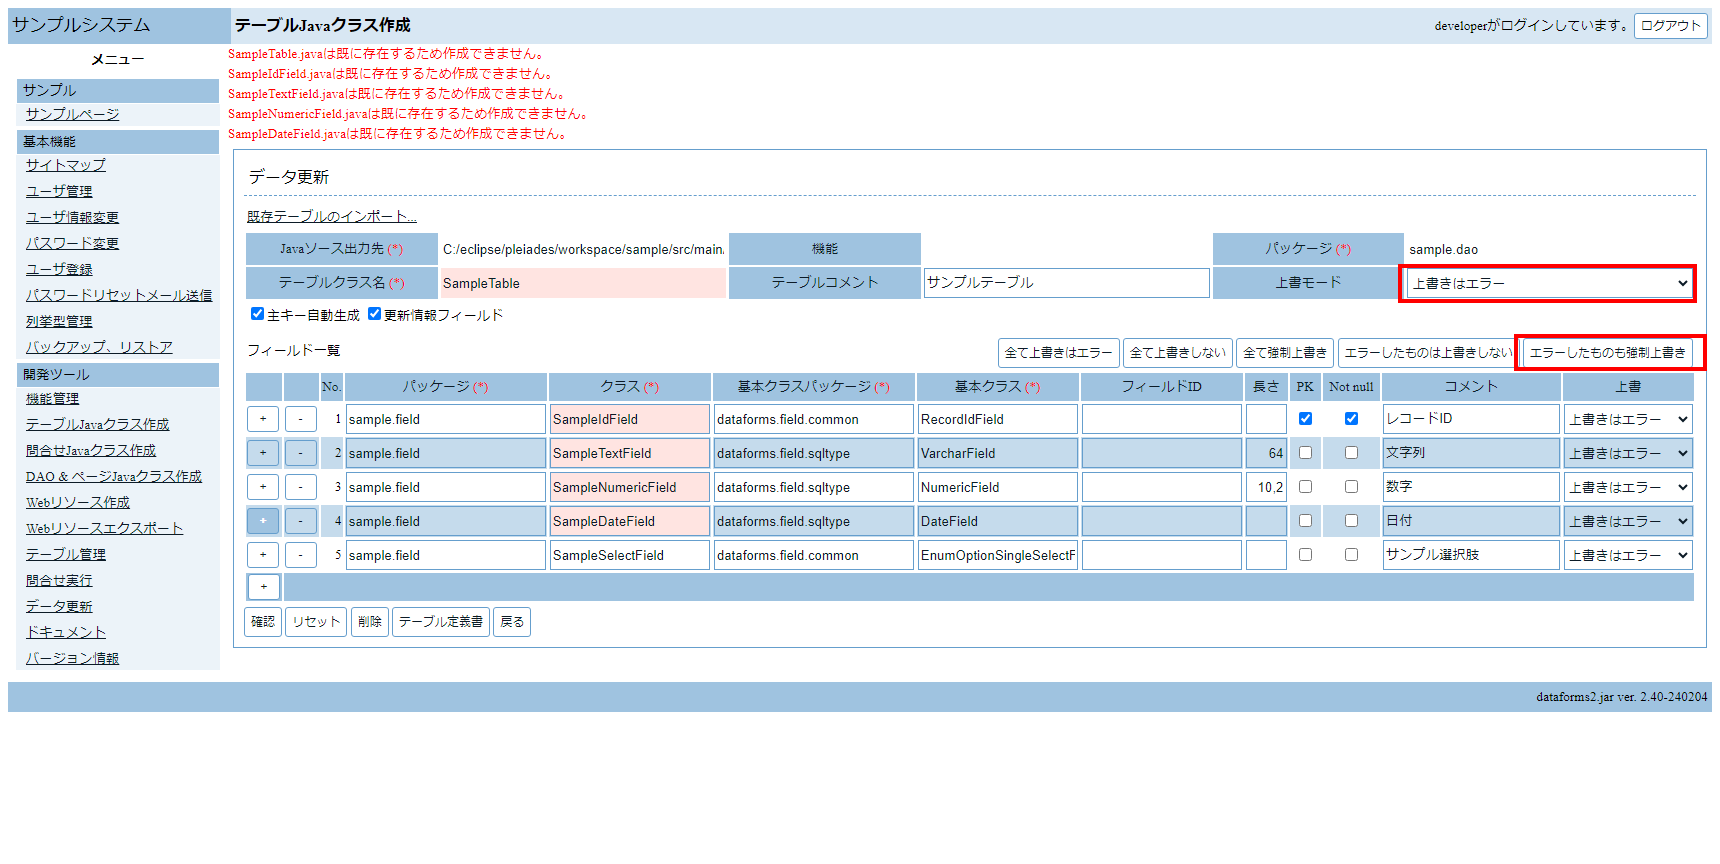 サンプルシステム
テーブルJavaクラス作成
developerがログインしています。 ログアウト
メニュー
サンプル
サンプルページ
基本機能
サイトマップ
ユーザ管理
ユーザ情報変更
パスワード変更
ユーザ登録
パスワードリセットメール送信
列挙型管理
バックアップ、リストア
開発ツール
機能管理
テーブルJavaクラス作成
問合せJavaクラス作成
DAO & ページJavaクラス作成
Webリソース作成
Webリソースエクスポート
テーブル管理
問合せ実行
データ更新
ドキュメント
バージョン情報
SampleTable.javaは既に存在するため作成できません。
SampleIdField.javaは既に存在するため作成できません。
SampleTextField.javaは既に存在するため作成できません。
SampleNumericField.javaは既に存在するため作成できません。
SampleDateField.javaは既に存在するため作成できません。
データ更新
既存テーブルのインポート...
Javaソース出力先 (*) C:/eclipse/pleiades/workspace/sample/src/main/ 機能 パッケージ (*) sample.dao
テーブルクラス名 (*) SampleTable テーブルコメント サンプルテーブル 上書モード 上書きはエラー
主キー自動生成 更新情報フィールド
フィールド一覧 全て上書きはエラー 全て上書きしない 全て強制上書き エラーしたものは上書きしない エラーしたものも強制上書き
No. パッケージ (*) クラス (*) 基本クラスパッケージ (*) 基本クラス (*) フィールドID 長さ PK Not null コメント 上書
+ - 1 sample.field SampleIdField dataforms.field.common RecordIdField レコードID 上書きはエラー
+ - 2 sample.field SampleTextField dataforms.field.sqltype VarcharField 64 文字列 上書きはエラー
+ - 3 sample.field SampleNumericField dataforms.field.sqltype NumericField 10,2 数字 上書きはエラー
+ - 4 sample.field SampleDateField dataforms.field.sqltype DateField 日付 上書きはエラー
+ - 5 sample.field SampleSelectField dataforms.field.common EnumOptionSingleSelectF サンプル選択肢 上書きはエラー
+
確認 リセット 削除 テーブル定義書 戻る
dataforms2.jar ver. 2.40-240204